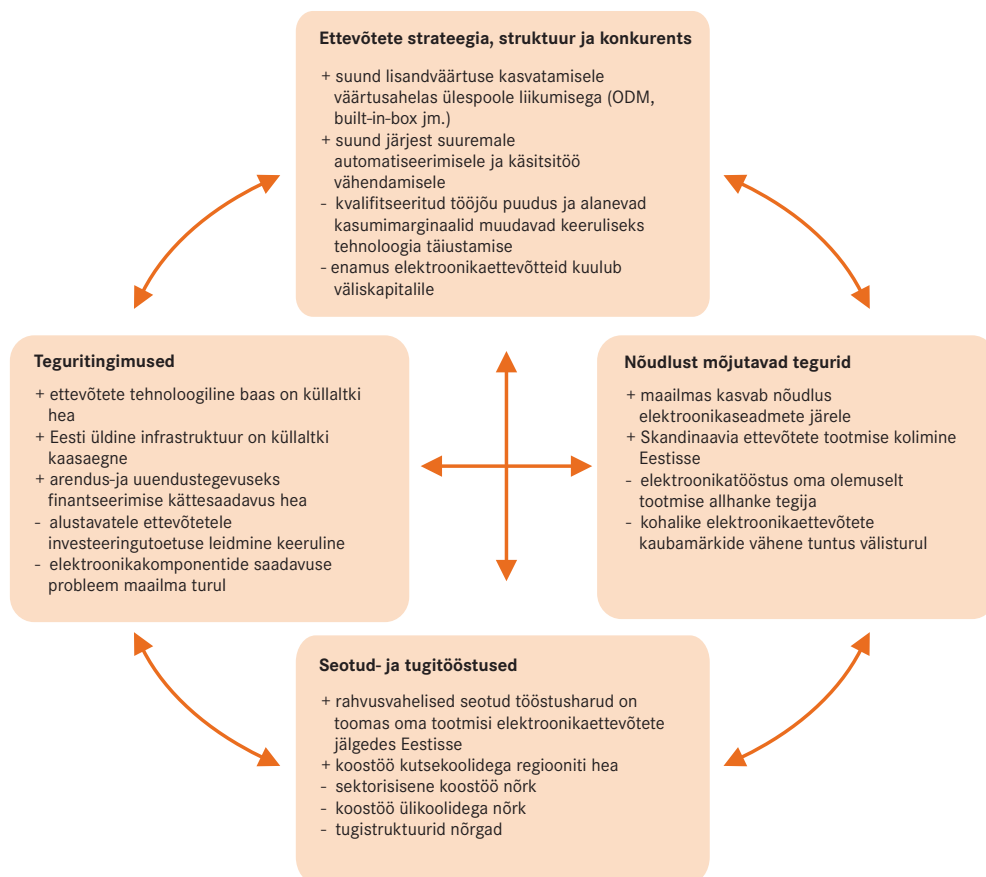 Ettevõtete strateegia, struktuur ja konkurents
+ suund lisandväärtuse kasvatamisele
väärtusahelas ülespoole liikumisega (ODM,
built-in-box jm.)
+ suund järjest suuremale
automatiseerimisele ja käsitsitöö
vähendamisele
- kvalifitseeritud tööjõu puudus ja alanevad
kasumimarginaalid muudavad keeruliseks
tehnoloogia täiustamise
- enamus elektroonikaettevõtteid kuulub
väliskapitalile
Teguritingimused
+ ettevõtete tehnoloogiline baas on küllaltki
hea
+ Eesti üldine infrastruktuur on küllaltki
kaasaegne
+ arendus-ja uuendustegevuseks
finantseerimise kättesaadavus hea
- alustavatele ettevõtetele
investeeringutoetuse leidmine keeruline
- elektroonikakomponentide saadavuse
probleem maailma turul
Nõudlust mõjutavad tegurid
+ maailmas kasvab nõudlus
elektroonikaseadmete järele
+ Skandinaavia ettevõtete tootmise kolimine
Eestisse
- elektroonikatööstus oma olemuselt
tootmise allhanke tegija
- kohalike elektroonikaettevõtete
kaubamärkide vähene tuntus välisturul
Seotud- ja tugitööstused
+ rahvusvahelised seotud tööstusharud on
toomas oma tootmisi elektroonikaettevõtete
jälgedes Eestisse
+ koostöö kutsekoolidega regiooniti hea
- sektorisisene koostöö nõrk
- koostöö ülikoolidega nõrk
- tugistruktuurid nõrgad